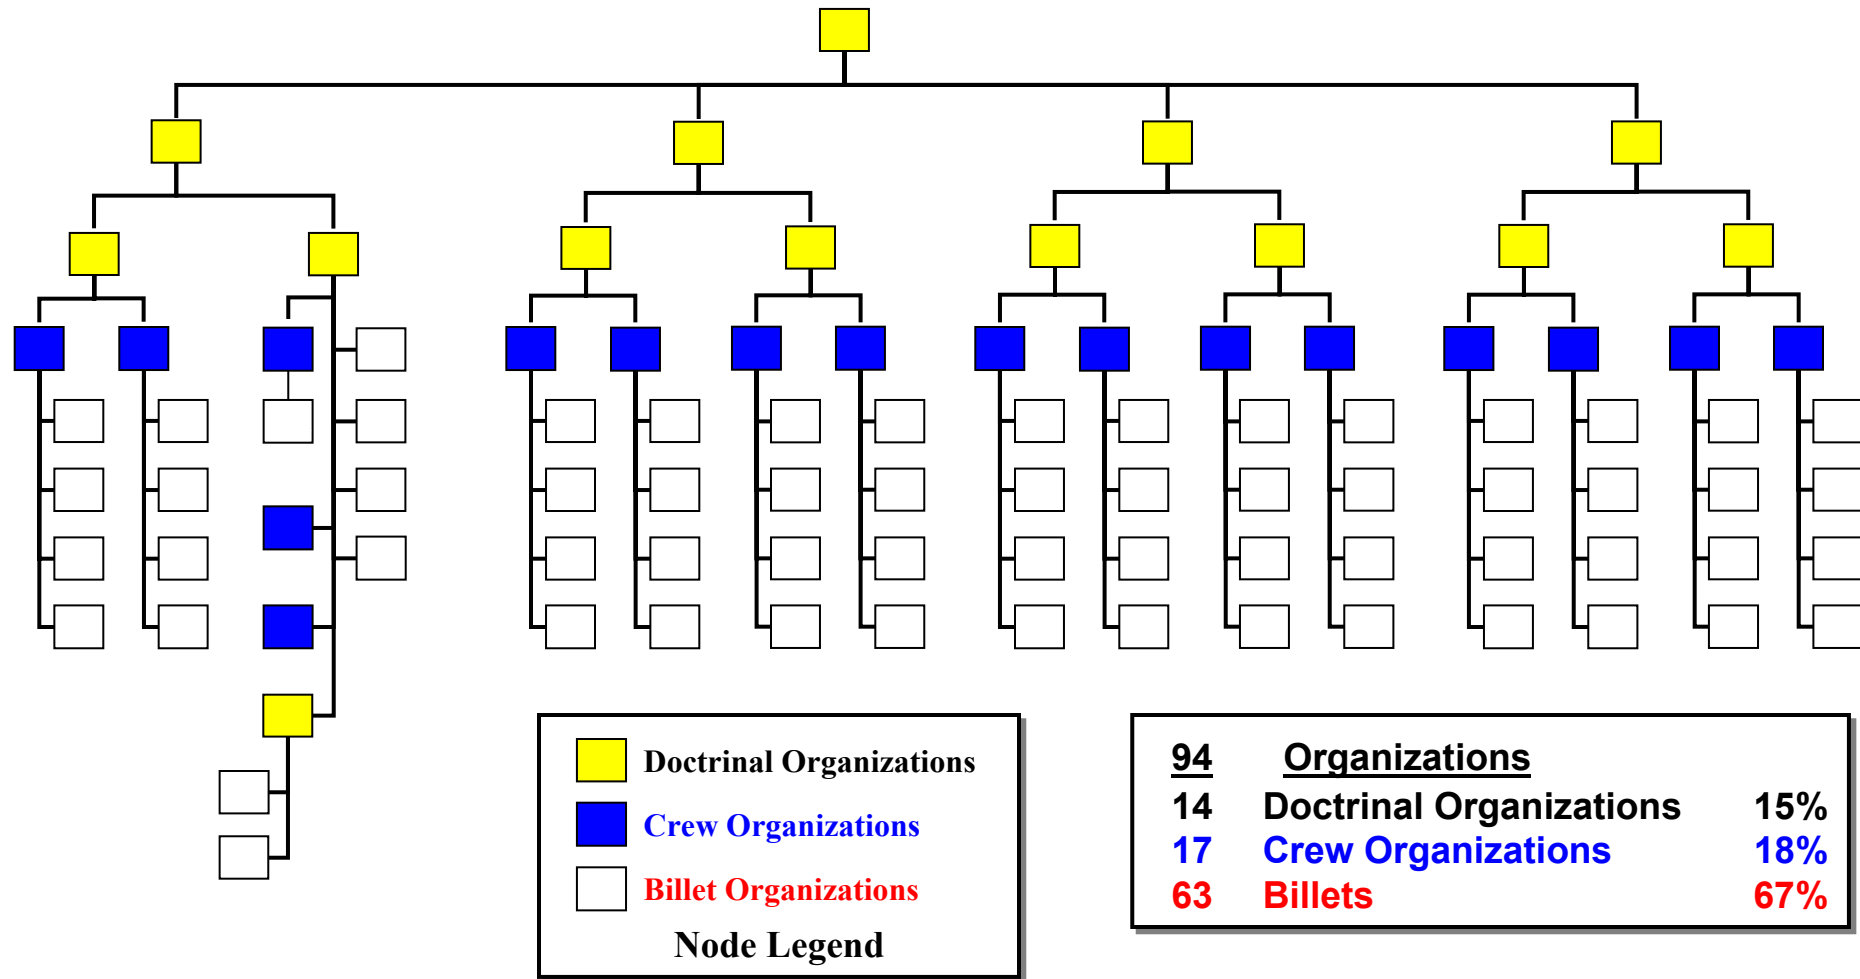 Doctrinal Organizations
Crew Organizations
Billet Organizations
Node Legend
94 Organizations
14 Doctrinal Organizations 15%
17 Crew Organizations 18%
63 Billets 67%